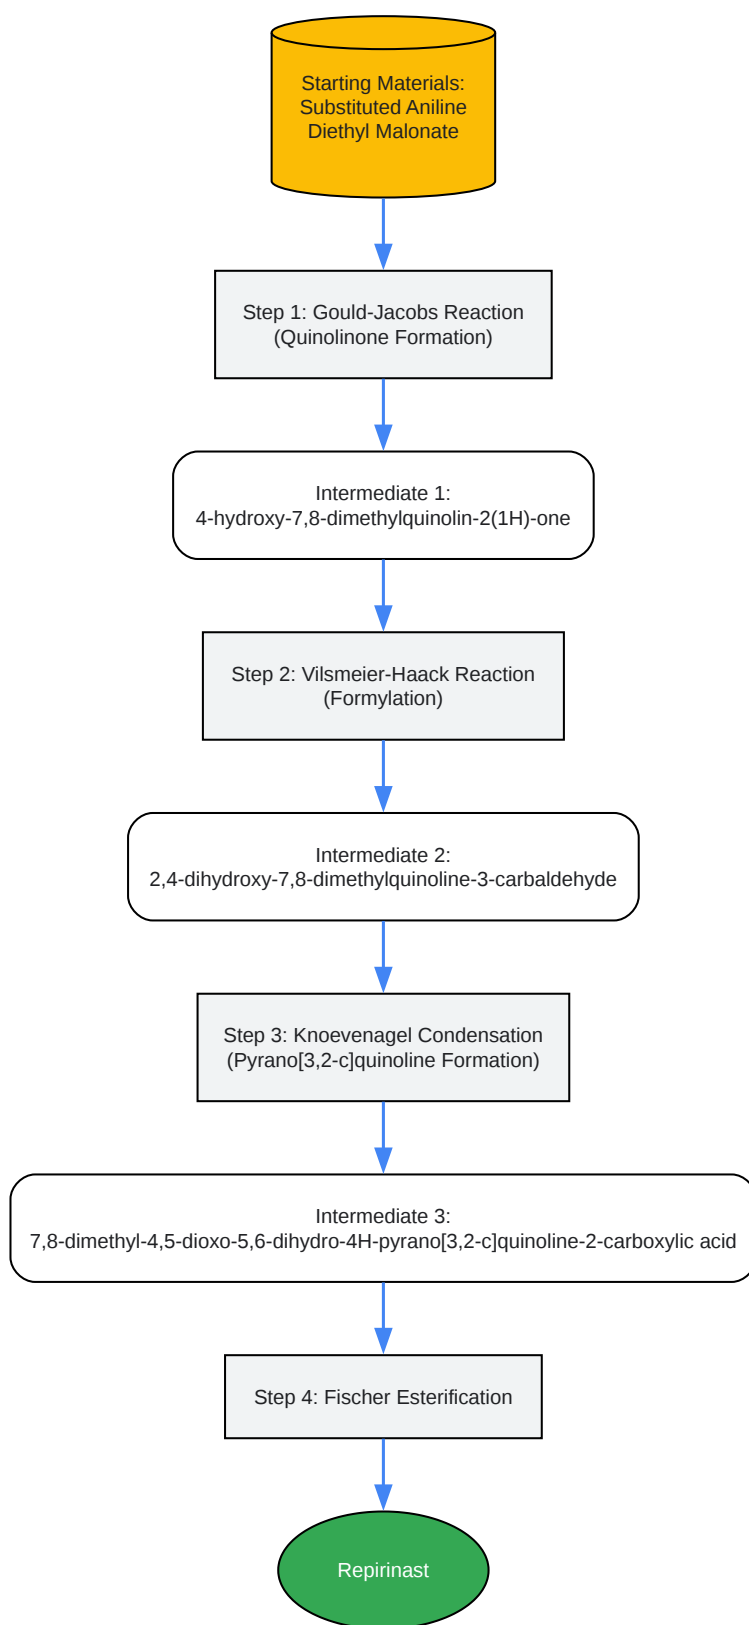 Starting Materials:
Substituted Aniline
Diethyl Malonate
Step 1: Gould-Jacobs Reaction
(Quinolinone Formation)
Intermediate 1:
4-hydroxy-7,8-dimethylquinolin-2(1H)-one
Step 2: Vilsmeier-Haack Reaction
(Formylation)
Intermediate 2:
2,4-dihydroxy-7,8-dimethylquinoline-3-carbaldehyde
Step 3: Knoevenagel Condensation
(Pyrano[3,2-c]quinoline Formation)
Intermediate 3:
7,8-dimethyl-4,5-dioxo-5,6-dihydro-4H-pyrano[3,2-c]quinoline-2-carboxylic acid
Step 4: Fischer Esterification
Repirinast